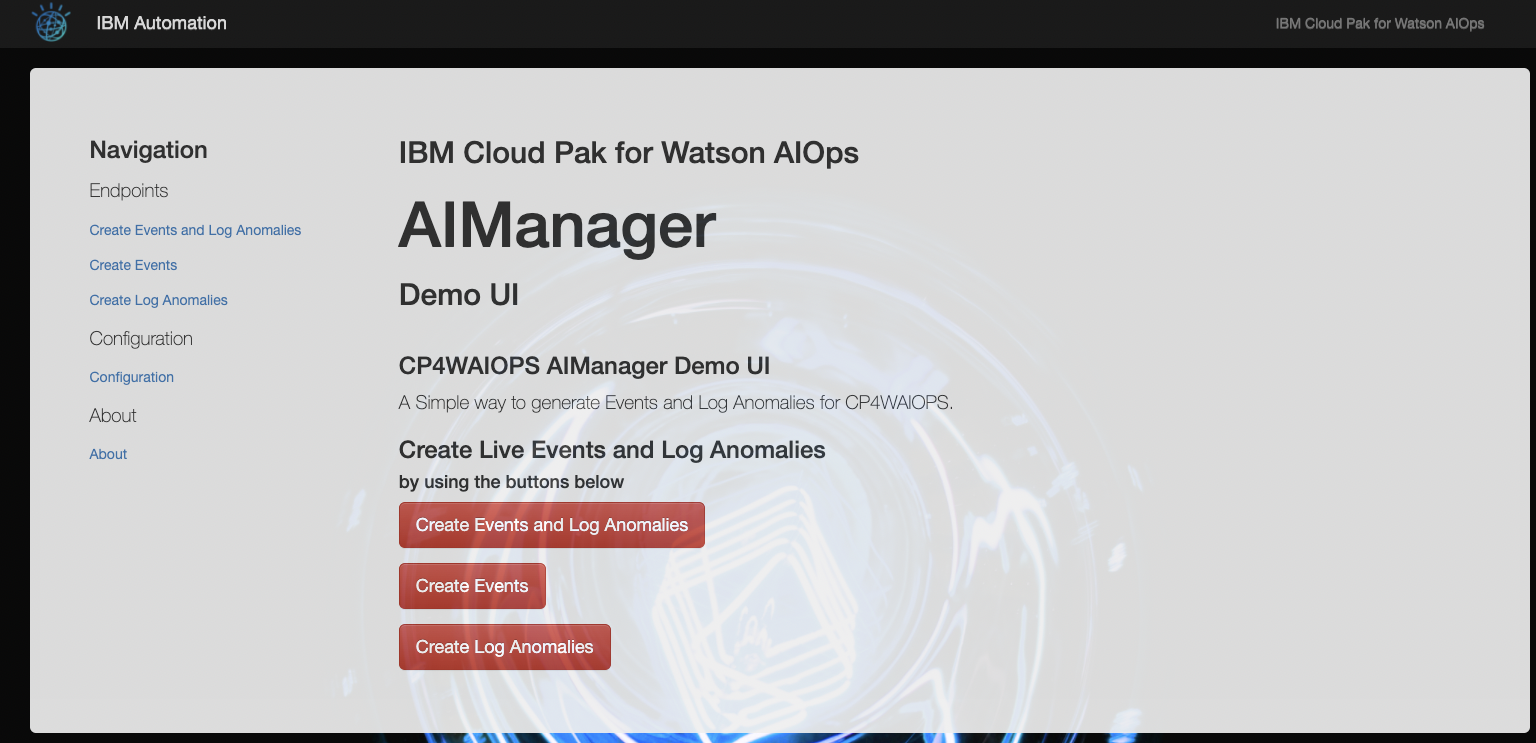 IBM Automation
IBM Cloud Pak for Watson AIOps
Navigation
Endpoints
Create Events and Log Anomalies
Create Events
Create Log Anomalies
Configuration
Configuration
About
About
IBM Cloud Pak for Watson AIOps
AIManager
Demo UI
CP4WAIOPS AIManager Demo UI
A Simple way to generate Events and Log Anomalies for CP4WAIOPS.
Create Live Events and Log Anomalies
by using the buttons below
Create Events and Log Anomalies
Create Events
Create Log Anomalies